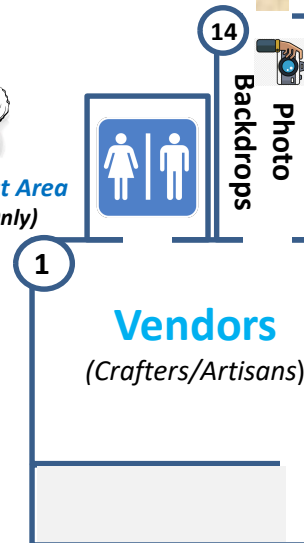 14
Photo
Backdrops
t Area
nly)
1
Vendors
(Crafters/Artisans)